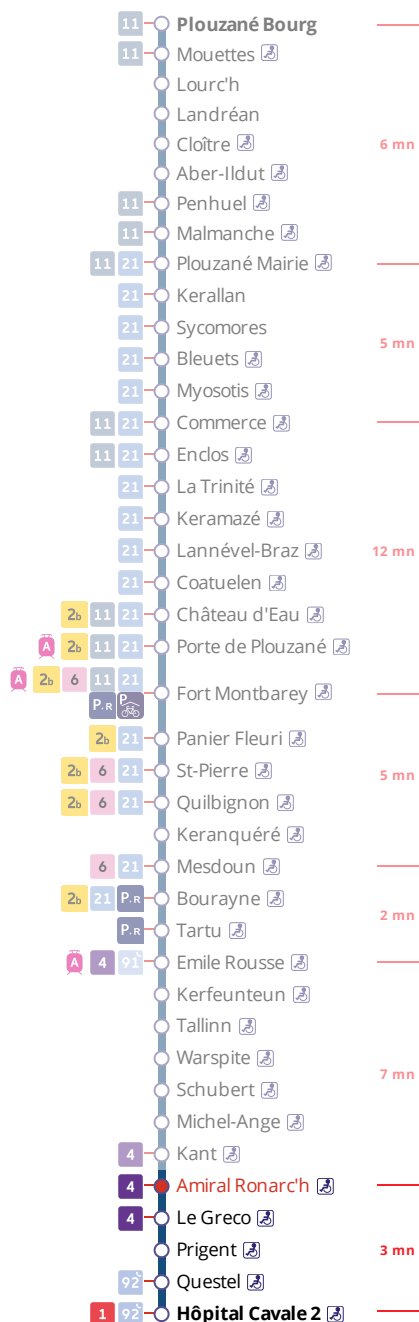 11 Plouzané Bourg
11 Mouettes
Lourc'h
Landréan
Cloître
6 mn
Aber-Ildut
11 Penhuel
11 Malmanche
11 21 Plouzané Mairie
21 Kerallan
21 Sycomores
5 mn
21 Bleuets
21 Myosotis
11 21 Commerce
11 21 Enclos
21 La Trinité
21 Keramazé
21 Lannével-Braz
12 mn
21 Coatuelen
2b 11 21 Château d'Eau
A 2b 11 21 Porte de Plouzané
A 2b 6 11 21
Fort Montbarey
P.R P
2b 21 Panier Fleuri
2b 6 21 St-Pierre
5 mn
2b 6 21 Quilbignon
Keranquéré
6 21 Mesdoun
2b 21 P.R Bourayne
2 mn
P.R Tartu
A 4 91 Emile Rousse
Kerfeunteun
Tallinn
Warspite
7 mn
Schubert
Michel-Ange
4 Kant
4 Amiral Ronarc'h
4 Le Greco
Prigent
3 mn
92 Questel
1 92 Hôpital Cavale 2